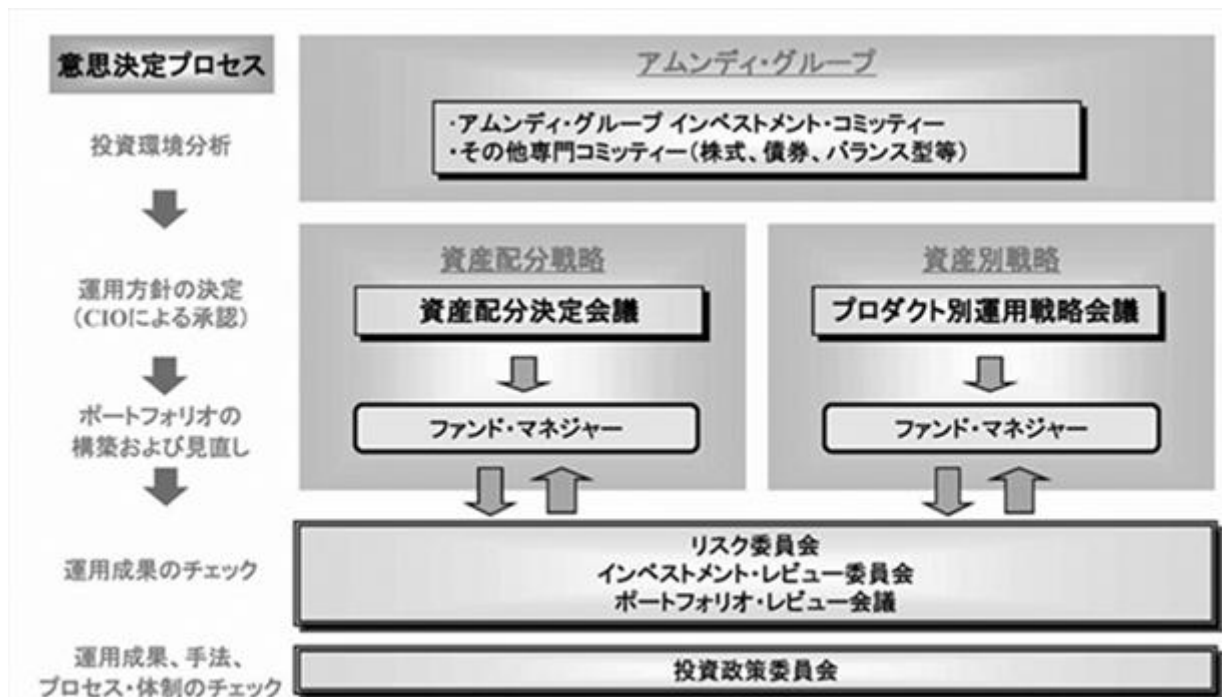 意思決定プロセス
アムンディ・グループ
・アムンディ・グループ インベストメント・コミッティー
・その他専門コミッティー（株式、債券、バランス型等）
投資環境分析
資産配分戦略
資産別戦略
運用方針の決定
（CIOによる承認）
資産配分決定会議
プロダクト別運用戦略会議
ポートフォリオの
構築および見直し
ファンド・マネジャー
ファンド・マネジャー
運用成果のチェック
リスク委員会
インベストメント・レビュー委員会
ポートフォリオ・レビュー会議
運用成果、手法、
プロセス・体制のチェック
投資政策委員会